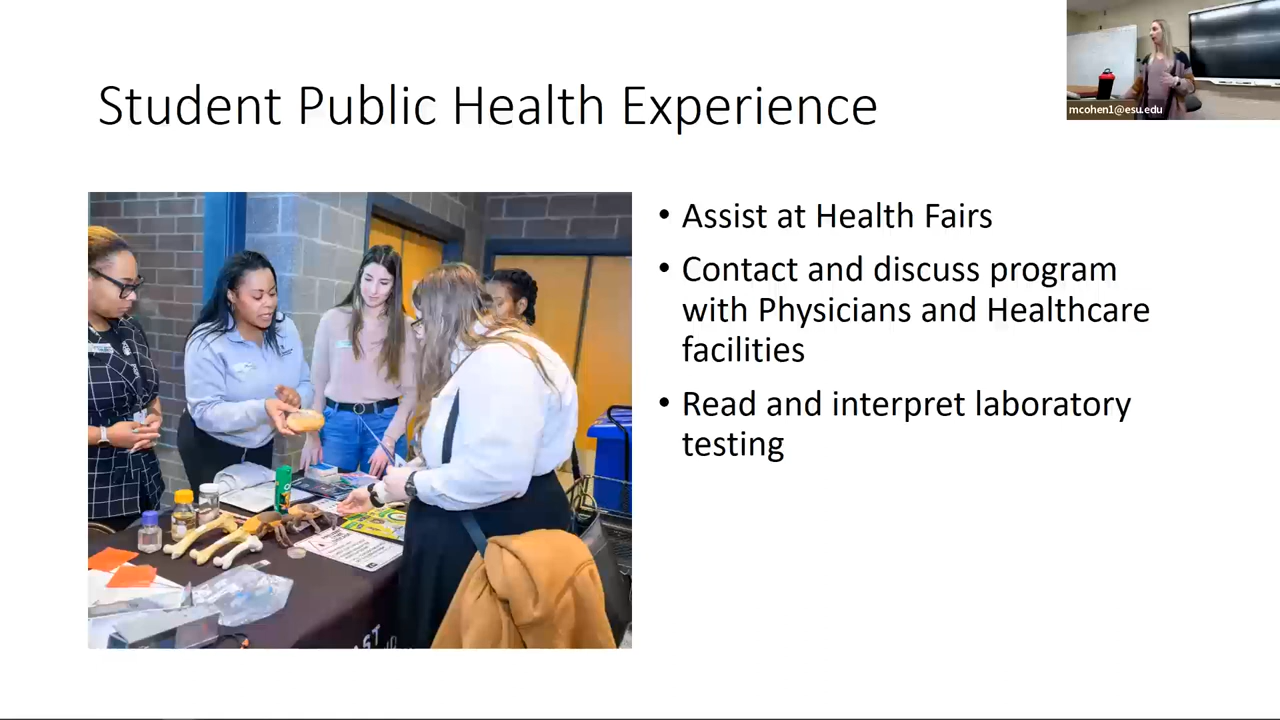 Student Public Health Experience
mcohen1@esu.edu
• Assist at Health Fairs
• Contact and discuss program
with Physicians and Healthcare
facilities
• Read and interpret laboratory
testing